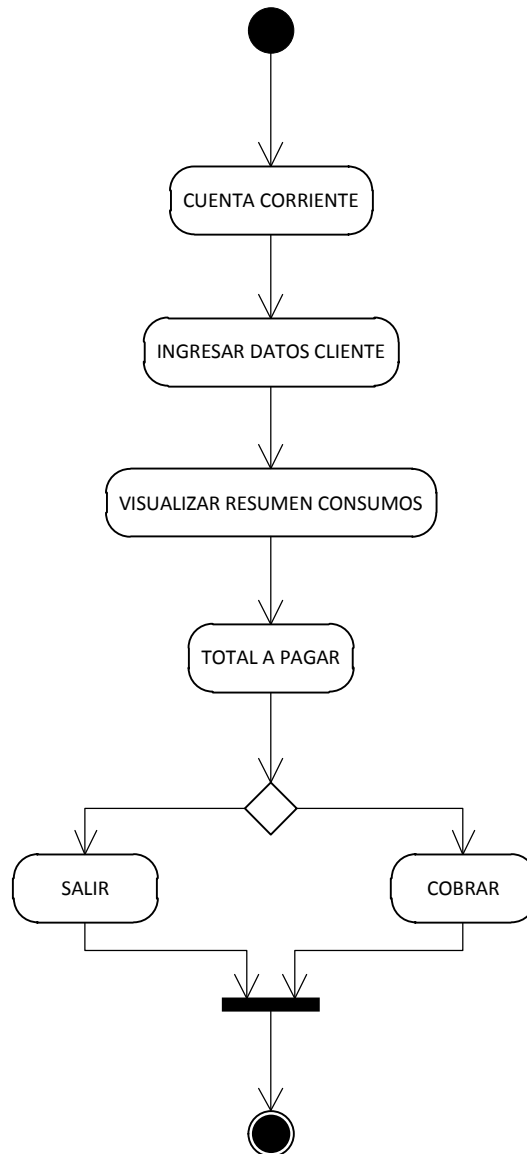 CUENTA CORRIENTE
INGRESAR DATOS CLIENTE
VISUALIZAR RESUMEN CONSUMOS
TOTAL A PAGAR
SALIR
COBRAR